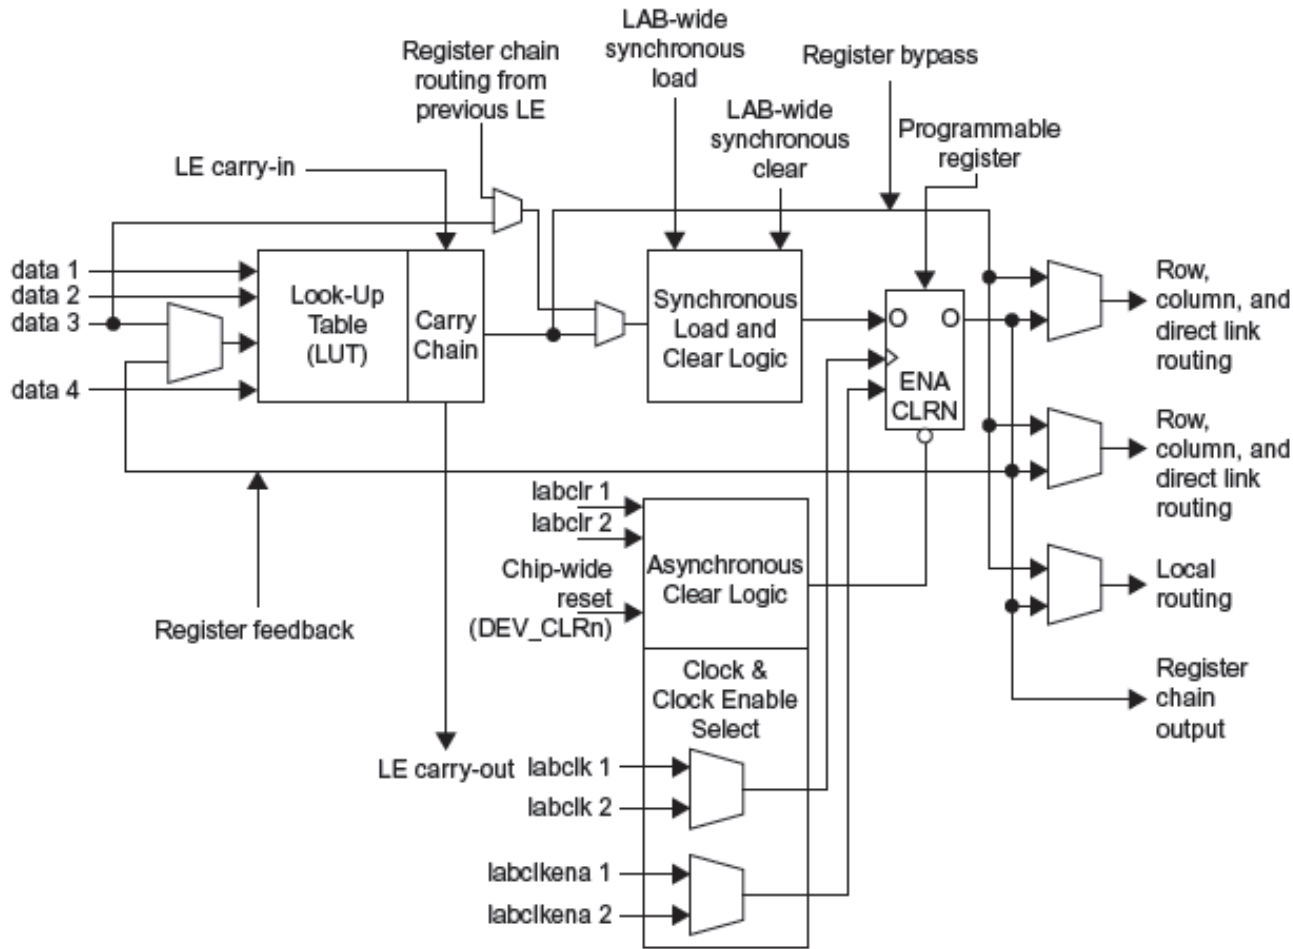 LAB-wide
synchronous
load
Register chain
routing from
previous LE
Register bypass
LAB-wide
synchronous
clear
Programmable
register
LE carry-in
data 1
data 2
data 3
data 4
Look-Up
Table
(LUT)
Carry
Chain
Synchronous
Load and
Clear Logic
O O
ENA
CLRN
Row,
column, and
direct link
routing
Row,
column, and
direct link
routing
Local
routing
Register
chain
output
Register feedback
labclr 1
labclr 2
Chip-wide
reset
(DEV_CLRn)
Asynchronous
Clear Logic
Clock &
Clock Enable
Select
LE carry-out
labclk 1
labclk 2
labclkena 1
labclkena 2